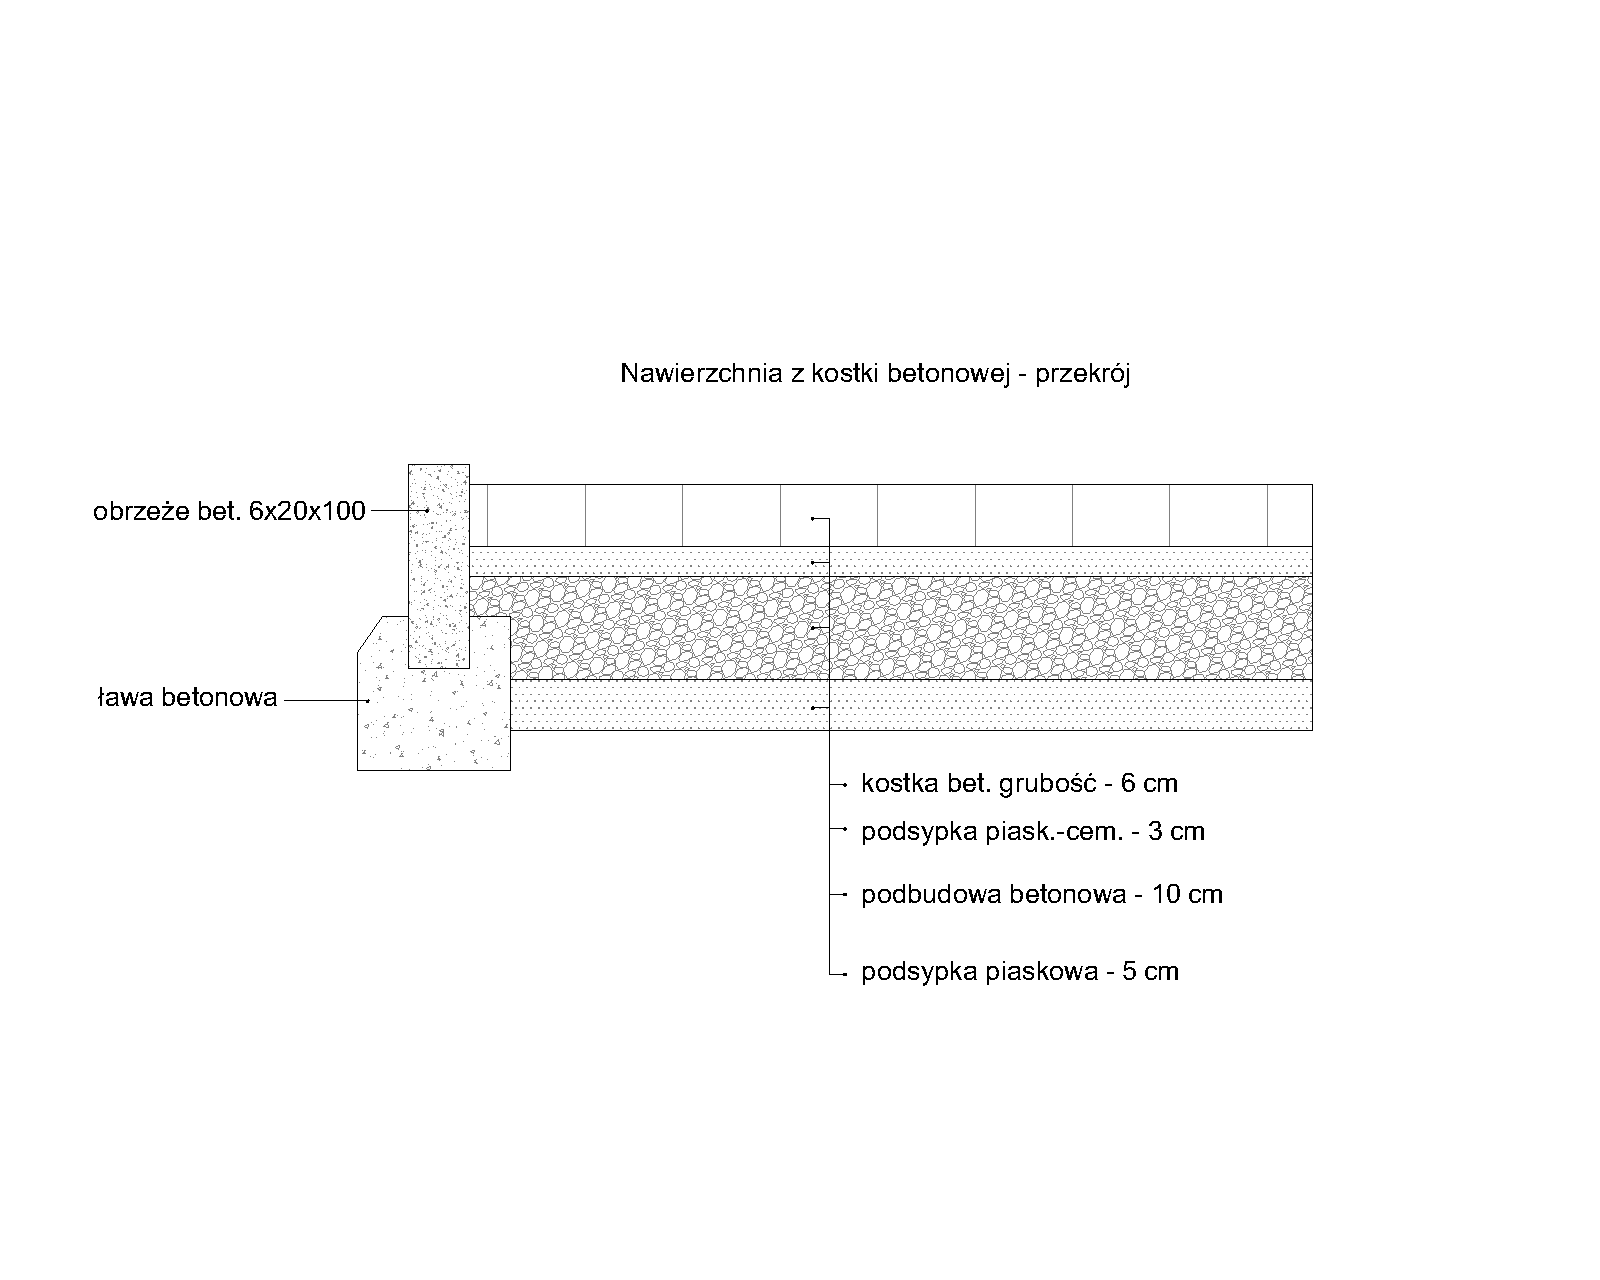 Nawierzchnia z kostki betonowej - przekrój
obrzeże bet. 6x20x100
ława betonowa
kostka bet. grubość - 6 cm
podsypka piask.-cem. - 3 cm
podbudowa betonowa - 10 cm
podsypka piaskowa - 5 cm